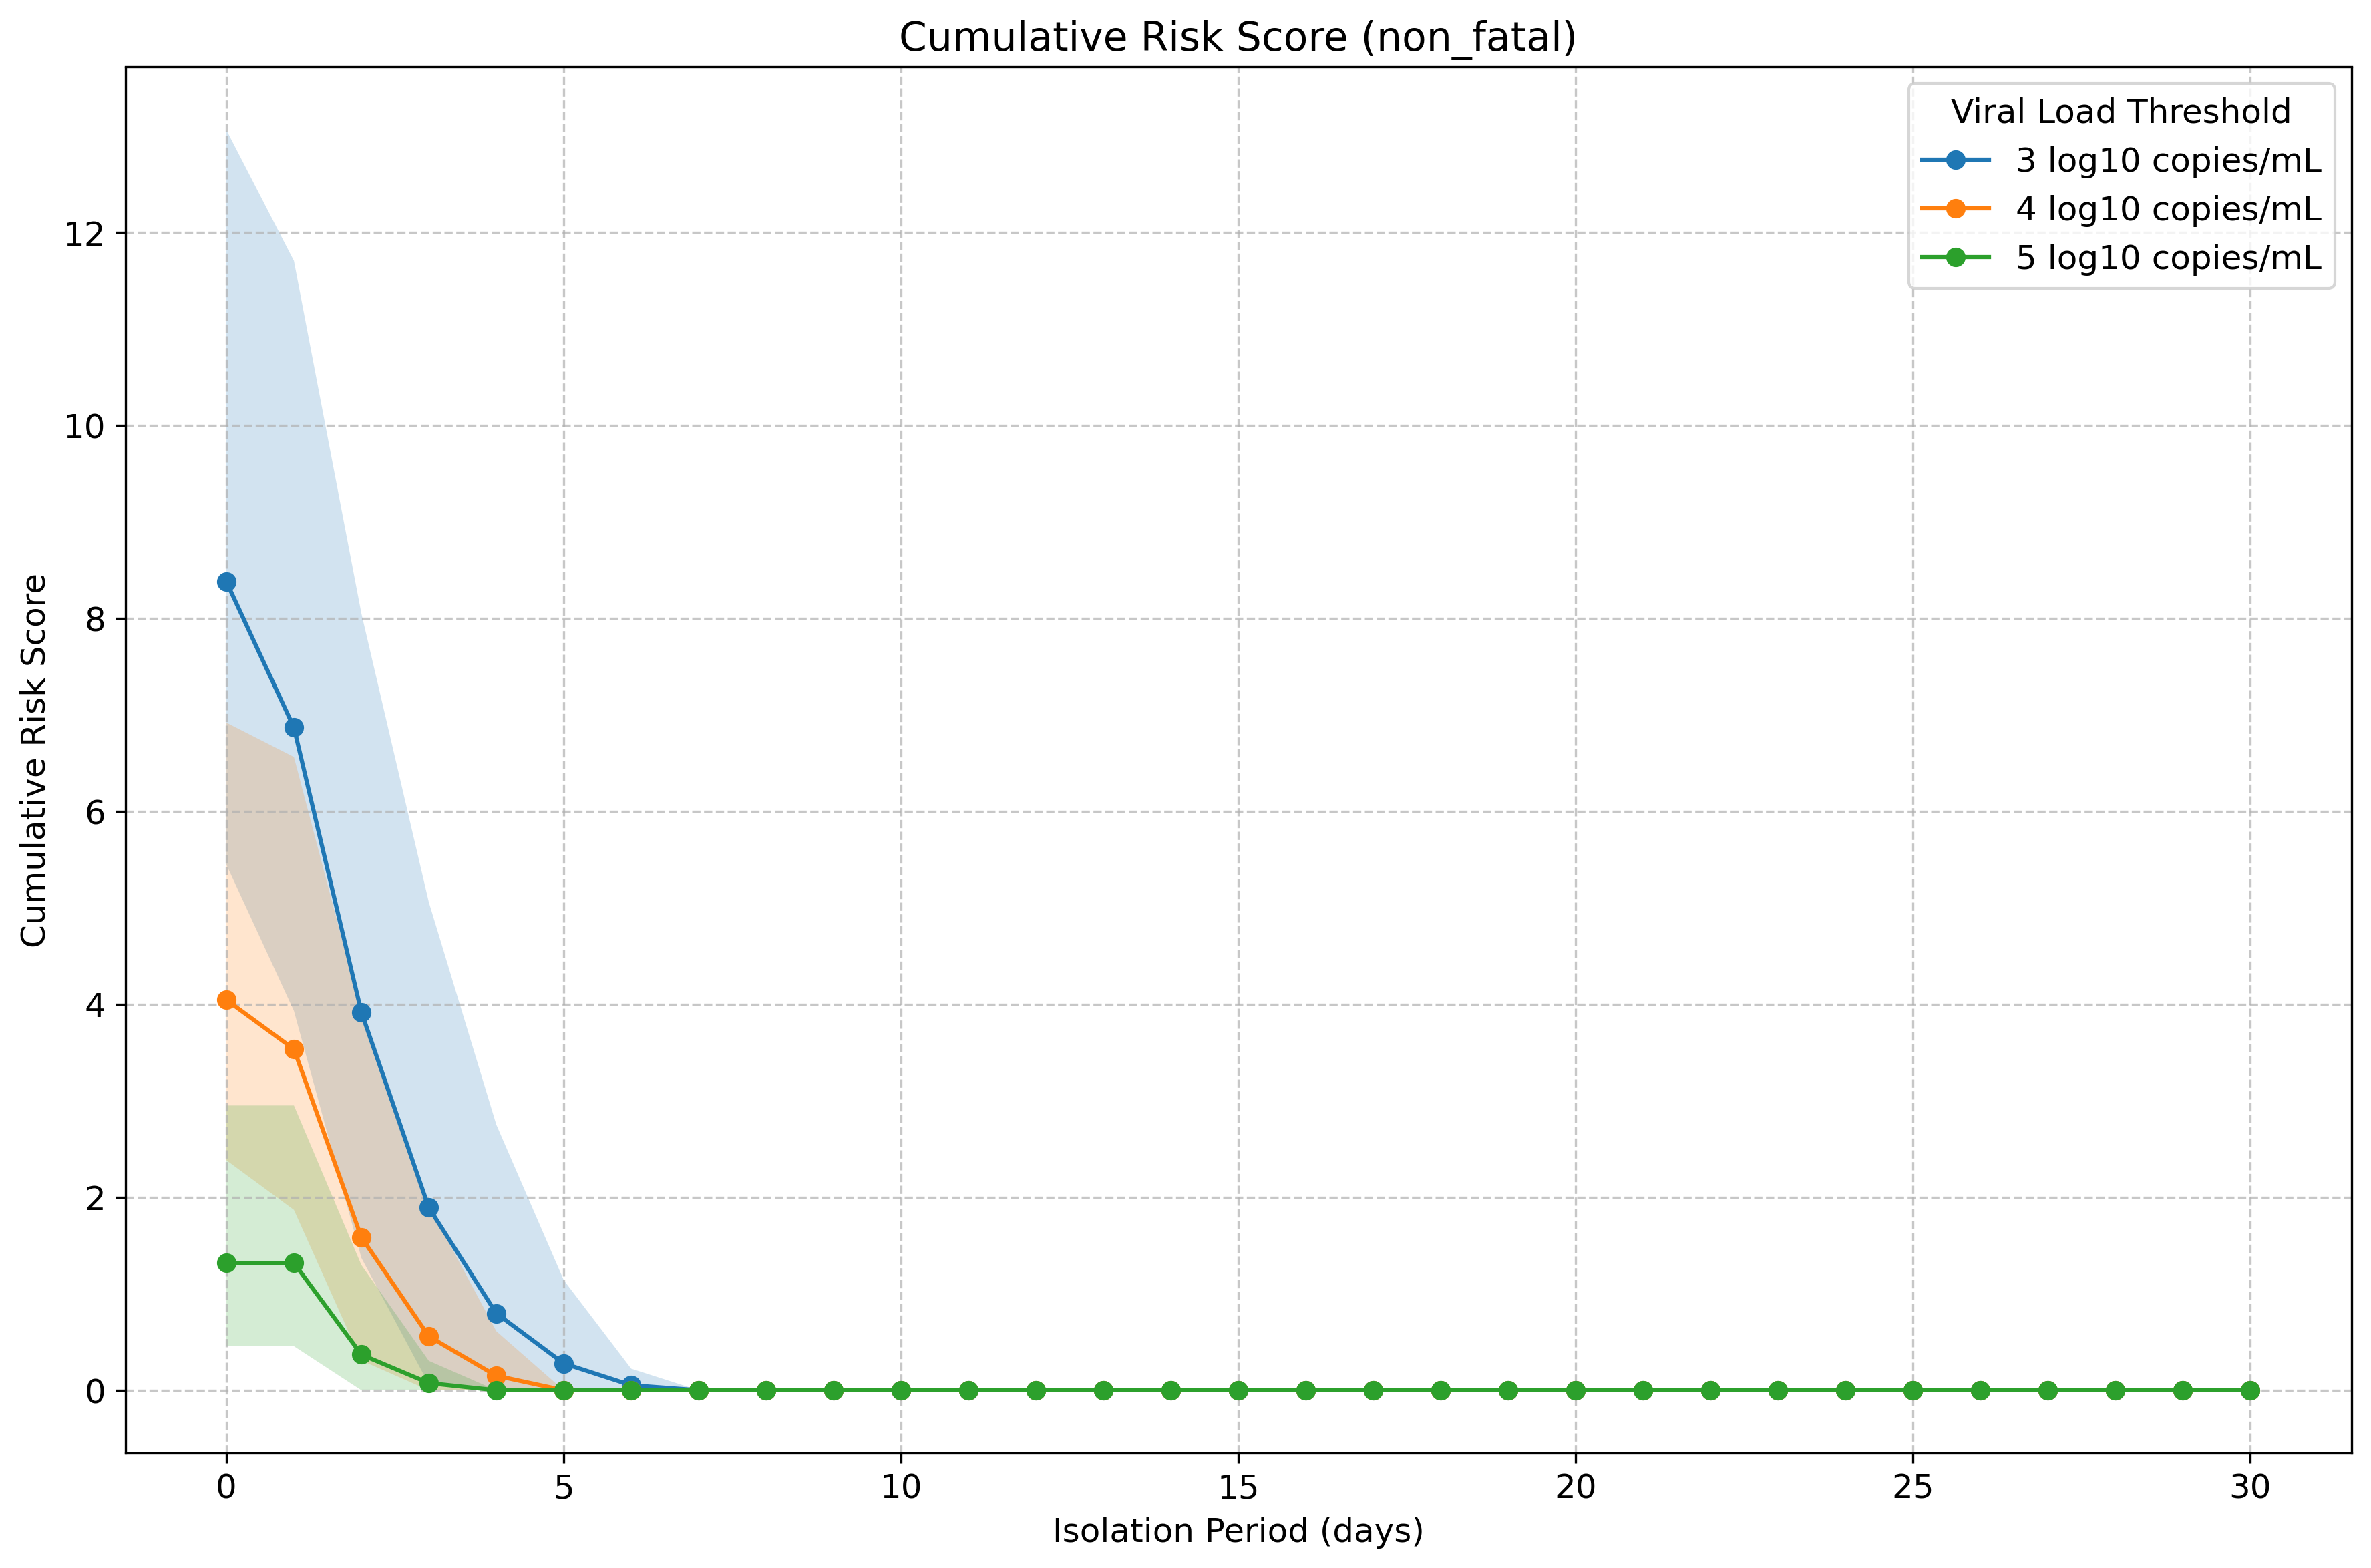 Cumulative Risk Score (non_fatal)
Viral Load Threshold
3 log10 copies/mL
4 log10 copies/mL
5 log10 copies/mL
Cumulative Risk Score
12
10
8
6
4
2
0
0 5 10 15 20 25 30
Isolation Period (days)